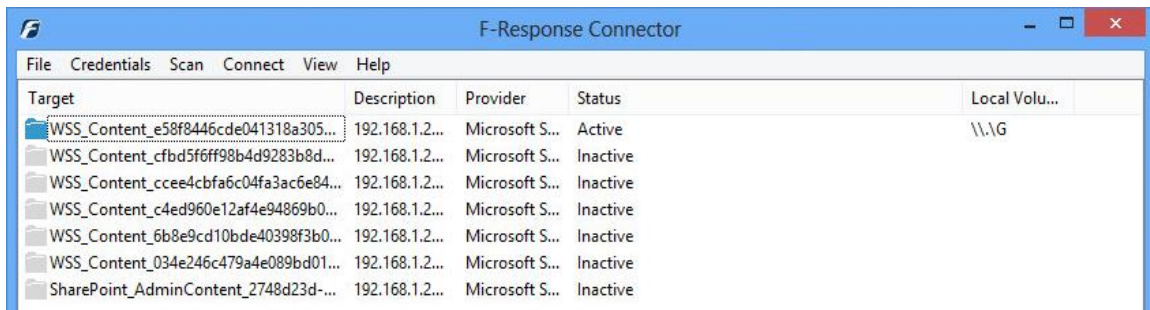 F-Response Connector
File Credentials Scan Connect View Help
Target Description Provider Status Local Volu...
WSS_Content_e58f8446cde041318a305... 192.168.1.2... Microsoft S... Active \\.\G
WSS_Content_cfbd5f6ff98b4d9283b8d... 192.168.1.2... Microsoft S... Inactive
WSS_Content_ccee4cbfa6c04fa3ac6e84... 192.168.1.2... Microsoft S... Inactive
WSS_Content_c4ed960e12af4e94869b0... 192.168.1.2... Microsoft S... Inactive
WSS_Content_6b8e9cd10bde40398f3b0... 192.168.1.2... Microsoft S... Inactive
WSS_Content_034e246c479a4e089bd01... 192.168.1.2... Microsoft S... Inactive
SharePoint_AdminContent_2748d23d-... 192.168.1.2... Microsoft S... Inactive